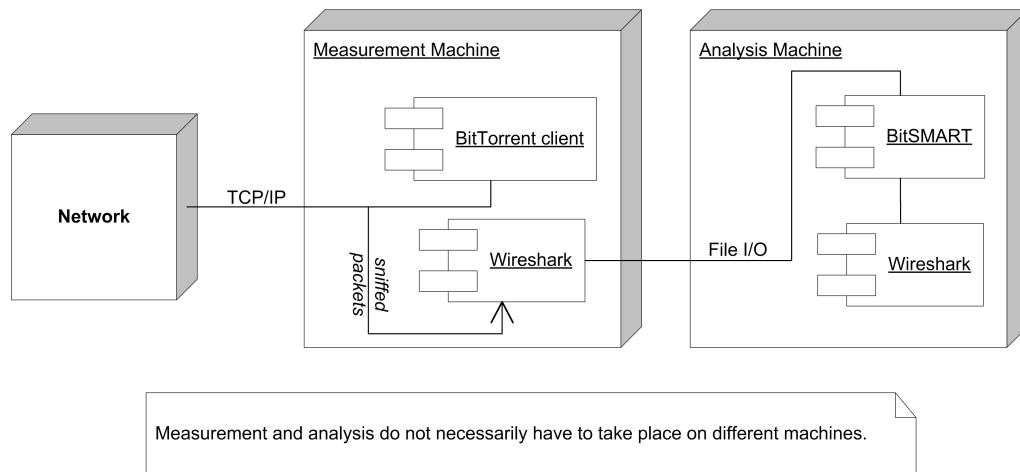 Measurement Machine
Analysis Machine
BitTorrent client
BitSMART
TCP/IP
Network
sniffed
packets
Wireshark
File I/O
Wireshark
Measurement and analysis do not necessarily have to take place on different machines.